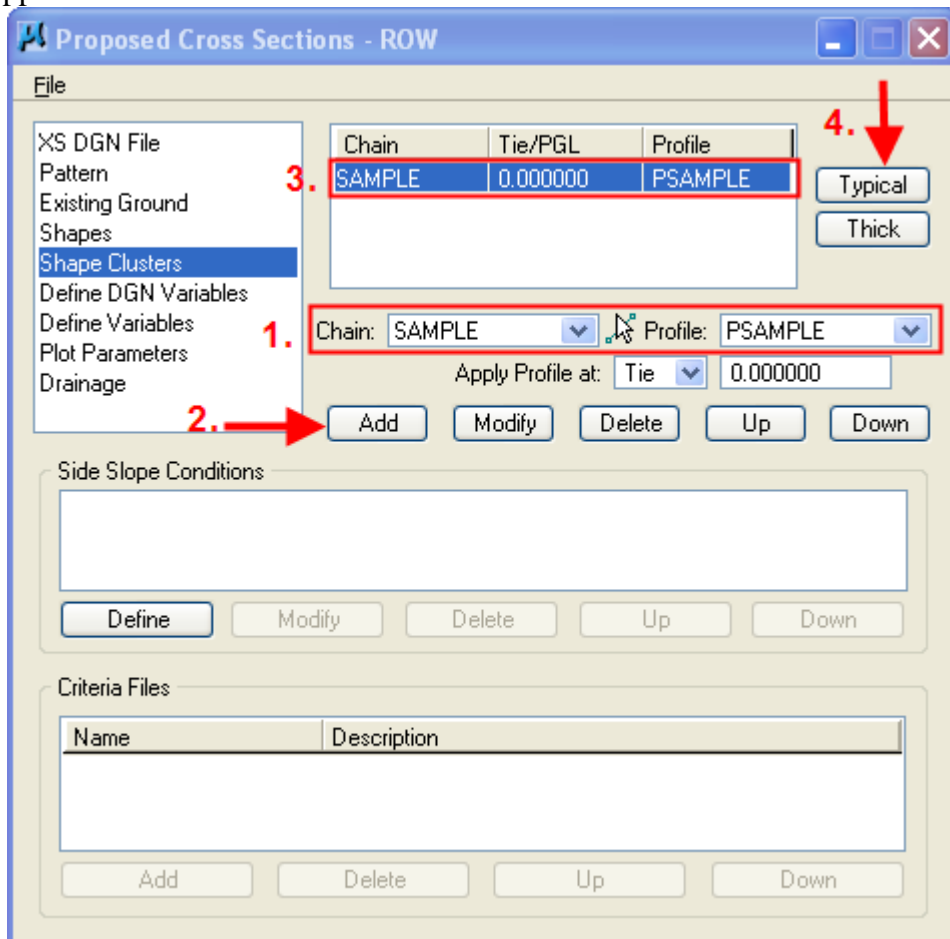 Proposed Cross Sections - ROW
File
4.
XS DGN File
Pattern
Existing Ground
Shapes
Shape Clusters
Define DGN Variables
Define Variables
Plot Parameters
Drainage
Chain Tie/PGL Profile
3. SAMPLE 0.000000 PSAMPLE
Typical
Thick
1. Chain: SAMPLE Profile: PSAMPLE
Apply Profile at: Tie 0.000000
2. Add Modify Delete Up Down
Side Slope Conditions
Define Modify Delete Up Down
Criteria Files
Name Description
Add Delete Up Down